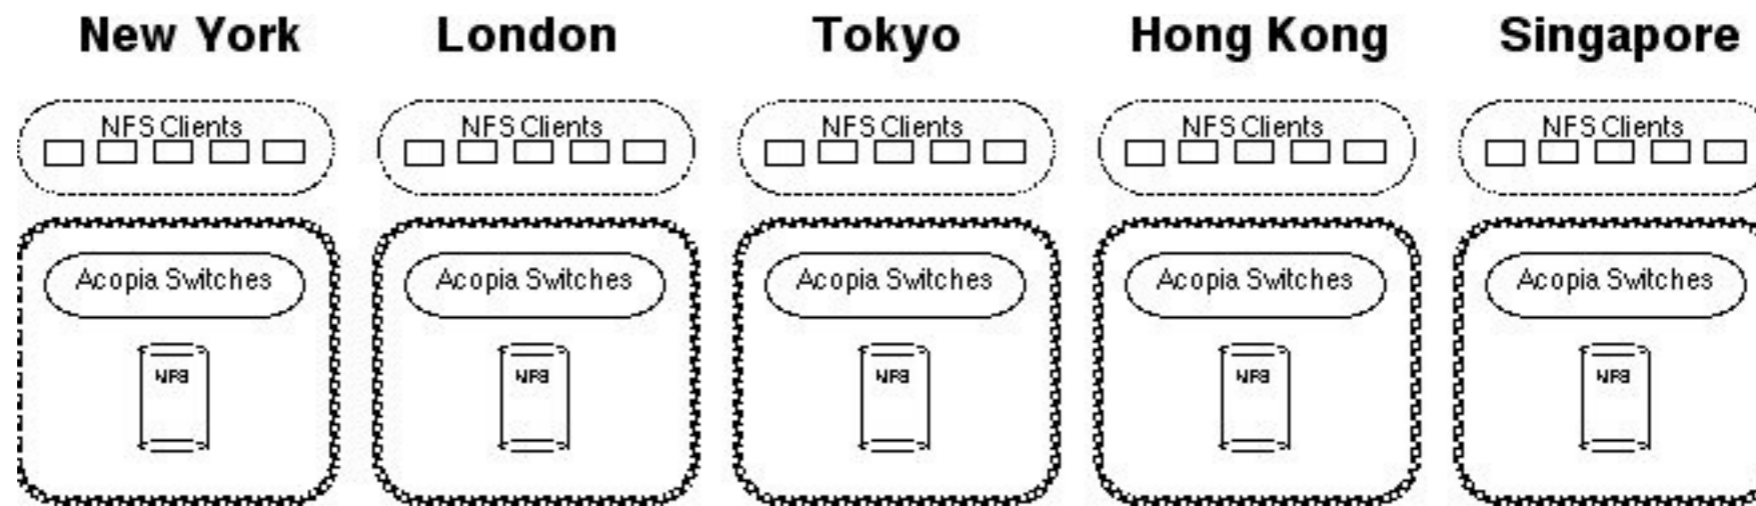 New York London Tokyo Hong Kong Singapore
NFS Clients NFS Clients NFS Clients NFS Clients NFS Clients
Acopia Switches Acopia Switches Acopia Switches Acopia Switches Acopia Switches
NFS NFS NFS NFS NFS